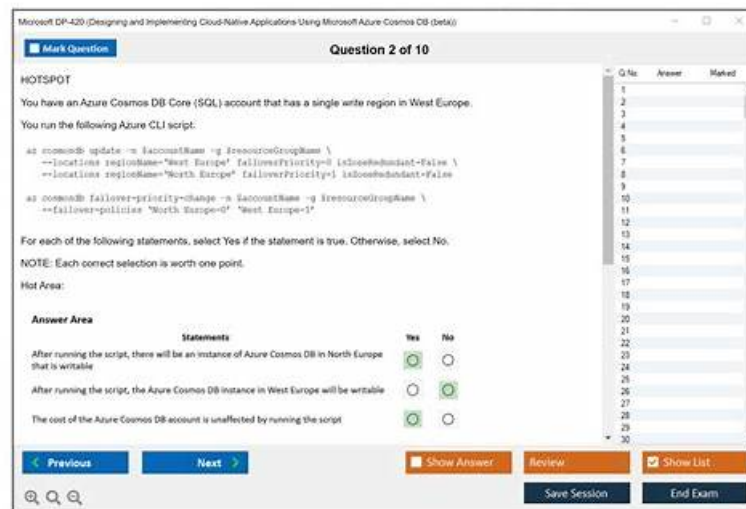 Microsoft DP-420 (Designing and Implementing Cloud-Native Applications Using Microsoft Azure Cosmos DB (beta))
Mark Question
Question 2 of 10
HOTSPOT
You have an Azure Cosmos DB Core (SQL) account that has a single write region in West Europe.
You run the following Azure CLI script.
az cosmosdb update -n $accountName -g $resourceGroupName \
--locations regionName='West Europe' failoverPriority=0 isZoneRedundant=False \
--locations regionName='North Europe' failoverPriority=1 isZoneRedundant=False
az cosmosdb failover-priority-change -n $accountName -g $resourceGroupName \
--failover-policies 'North Europe=0' 'West Europe=1'
For each of the following statements, select Yes if the statement is true. Otherwise, select No.
NOTE: Each correct selection is worth one point.
Hot Area:
Answer Area
Statements Yes No
After running the script, there will be an instance of Azure Cosmos DB in North Europe
that is writable
After running the script, the Azure Cosmos DB instance in West Europe will be writable
The cost of the Azure Cosmos DB account is unaffected by running the script
Q.No. Answer Marked
1
2
3
4
5
6
7
8
9
10
11
12
13
14
15
16
17
18
19
20
21
22
23
24
25
26
27
28
29
30
Previous
Next
Show Answer
Review
Show List
Save Session
End Exam